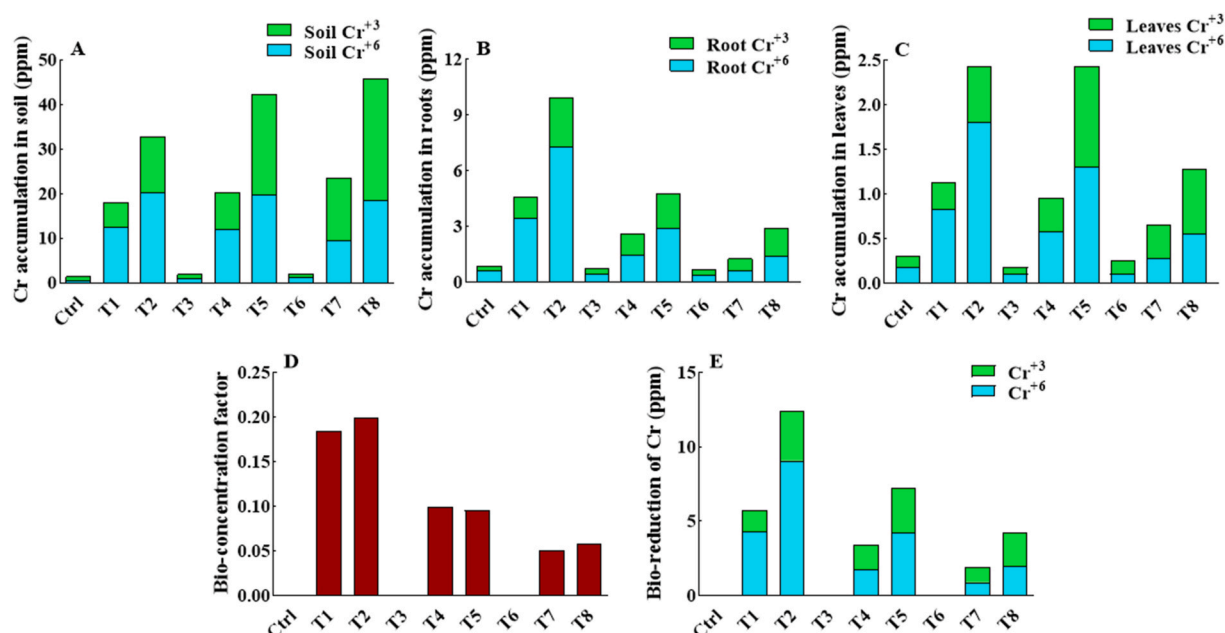 A
Soil Cr+3
Soil Cr+6
Cr accumulation in soil (ppm)
50
40
30
20
10
0
Ctrl T1 T2 T3 T4 T5 T6 T7 T8
B
Root Cr+3
Root Cr+6
Cr accumulation in roots (ppm)
12
9
6
3
0
Ctrl T1 T2 T3 T4 T5 T6 T7 T8
C
Leaves Cr+3
Leaves Cr+6
Cr accumulation in leaves (ppm)
2.5
2.0
1.5
1.0
0.5
0.0
Ctrl T1 T2 T3 T4 T5 T6 T7 T8
D
Bio-concentration factor
0.25
0.20
0.15
0.10
0.05
0.00
Ctrl T1 T2 T3 T4 T5 T6 T7 T8
E
Cr+3
Cr+6
Bio-reduction of Cr (ppm)
15
10
5
0
Ctrl T1 T2 T3 T4 T5 T6 T7 T8